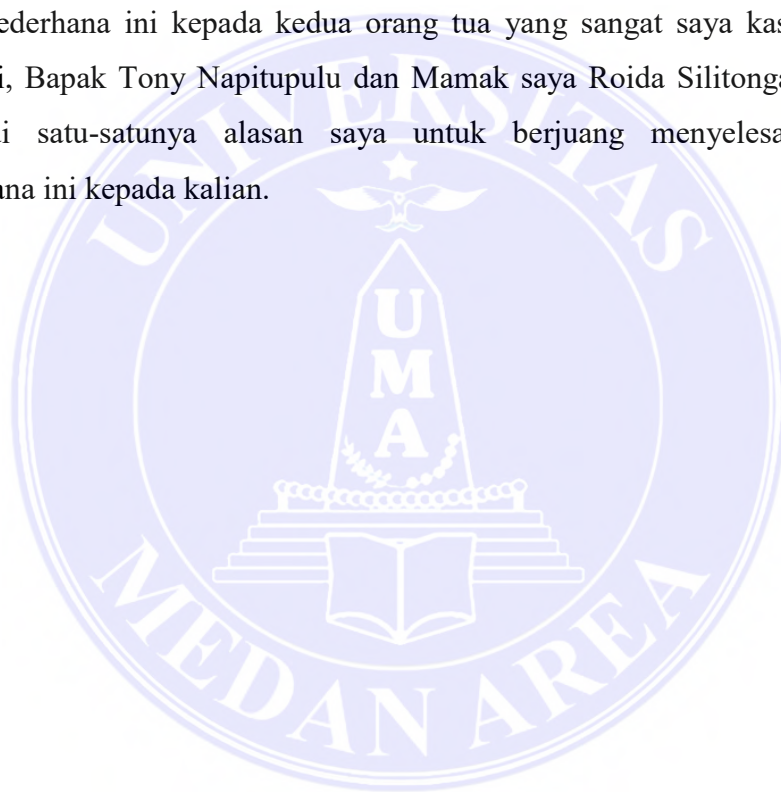 ederhana ini kepada kedua orang tua yang sangat saya kas
i, Bapak Tony Napitupulu dan Mamak saya Roida Silitonga
di satu-satunya alasan saya untuk berjuang menyelesa
ana ini kepada kalian.
UNIVERSITAS
U
M
A
MEDAN AREA